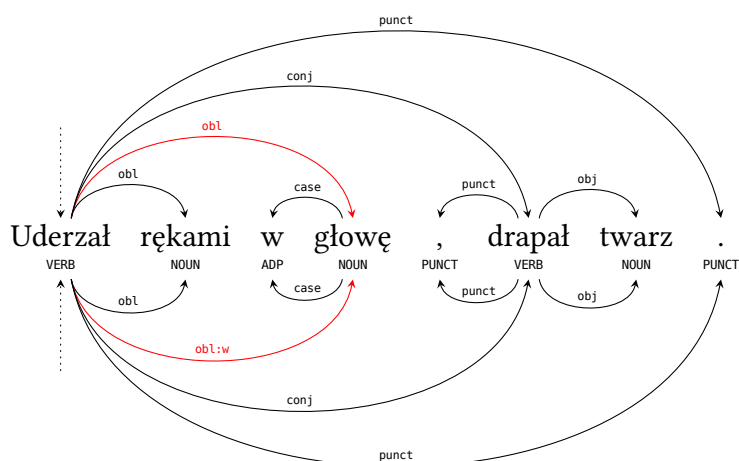 punct
conj
obl
obl case punct obj
Uderzał rękami w głowę , drapał twarz .
VERB NOUN ADP NOUN PUNCT VERB NOUN PUNCT
obl case punct obj
obl:w
conj
punct